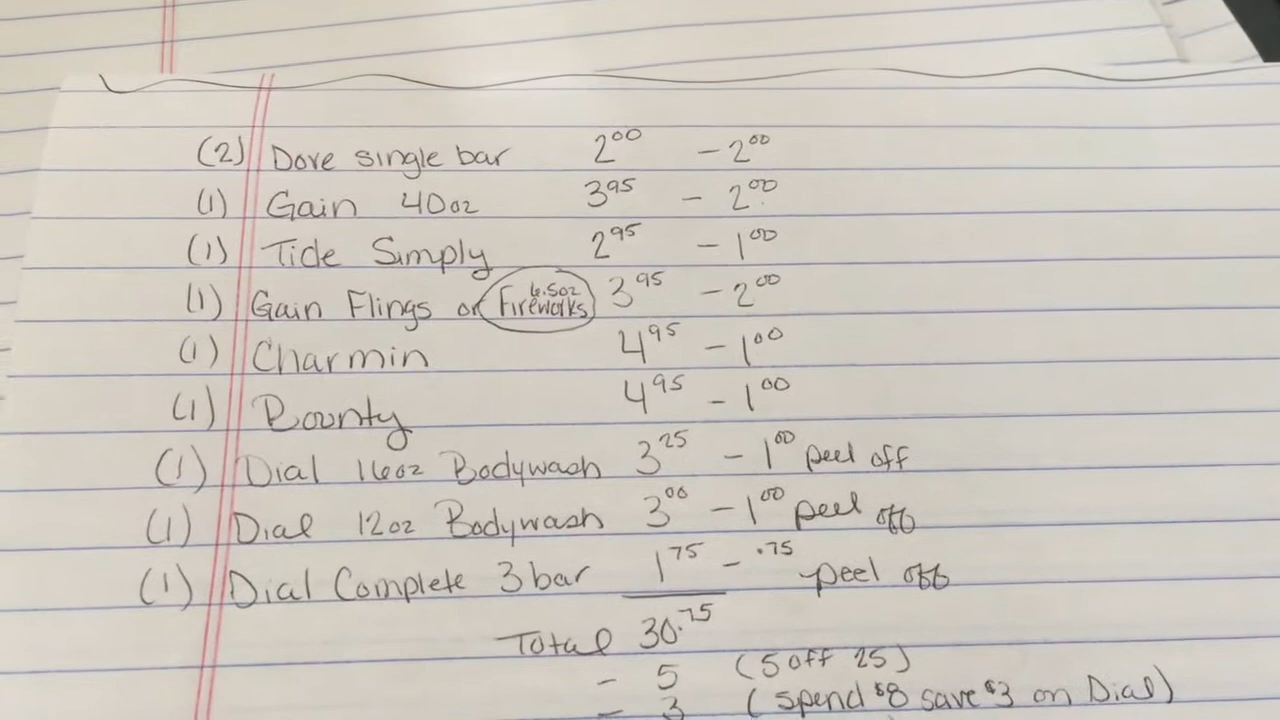 (2) Dove single bar 2.00 - 2.00
(1) Gain 40oz 3.95 - 2.00
(1) Tide Simply 2.95 - 1.00
(1) Gain Flings or Fireworks 6.5oz 3.95 - 2.00
(1) Charmin 4.95 - 1.00
(1) Bounty 4.95 - 1.00
(1) Dial 16oz Bodywash 3.25 - 1.00 peel off
(1) Dial 12oz Bodywash 3.00 - 1.00 peel off
(1) Dial Complete 3 bar 1.75 - .75 peel off
Total 30.75
- 5 (5 off 25)
- 3 (spend $8 save $3 on Dial)